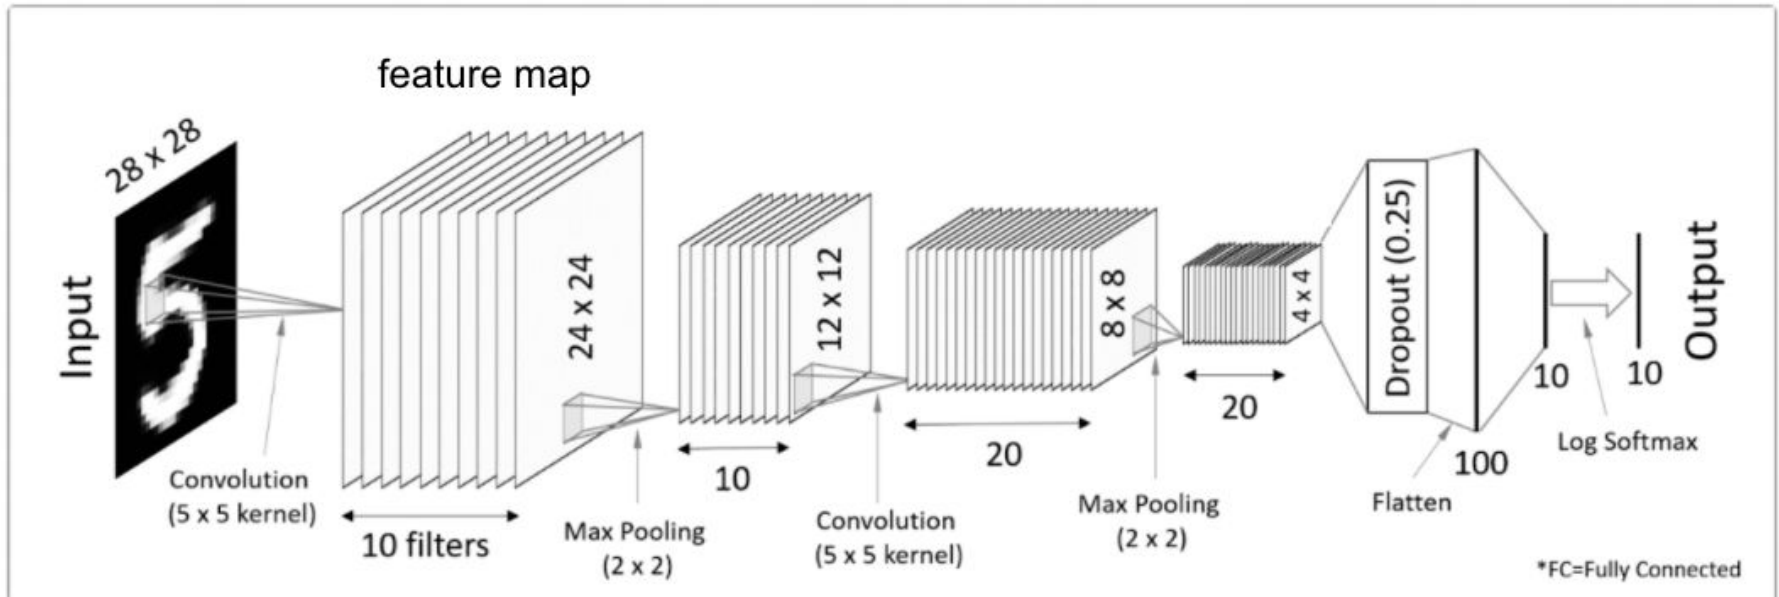 feature map
28 x 28
Input
Convolution
(5 x 5 kernel)
24 x 24
10 filters
Max Pooling
(2 x 2)
12 x 12
10
Convolution
(5 x 5 kernel)
8 x 8
20
Max Pooling
(2 x 2)
4 x 4
20
Dropout (0.25)
Flatten
100
10
Log Softmax
10
Output
*FC=Fully Connected